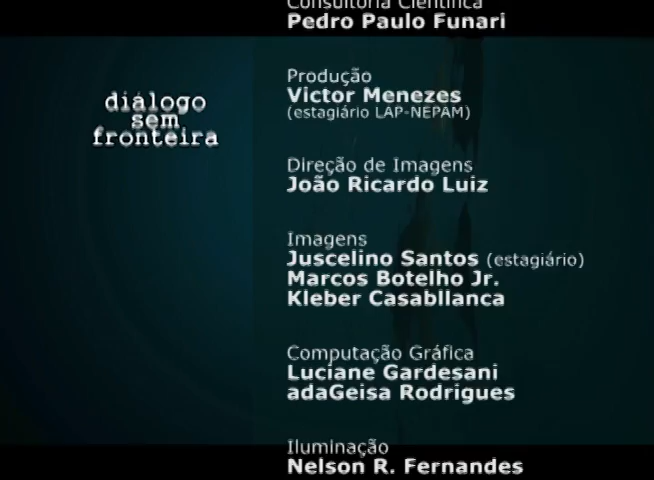 Consultoria Científica
Pedro Paulo Funari
diálogo
sem
fronteira
Produção
Victor Menezes
(estagiário LAP-NEPAM)
Direção de Imagens
João Ricardo Luiz
Imagens
Juscelino Santos (estagiário)
Marcos Botelho Jr.
Kleber Casabllanca
Computação Gráfica
Luciane Gardesani
adaGeisa Rodrigues
Iluminação
Nelson R. Fernandes